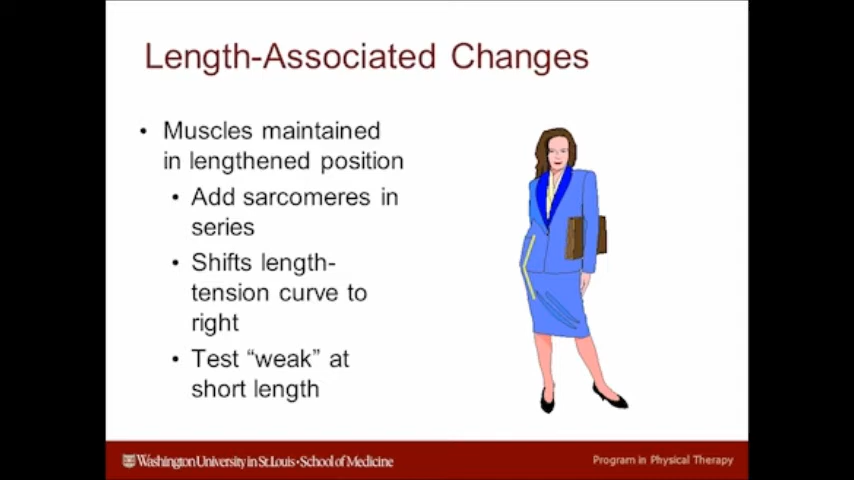 Length-Associated Changes
• Muscles maintained
in lengthened position
• Add sarcomeres in
series
• Shifts length-
tension curve to
right
• Test “weak” at
short length
Washington University in St. Louis • School of Medicine
Program in Physical Therapy